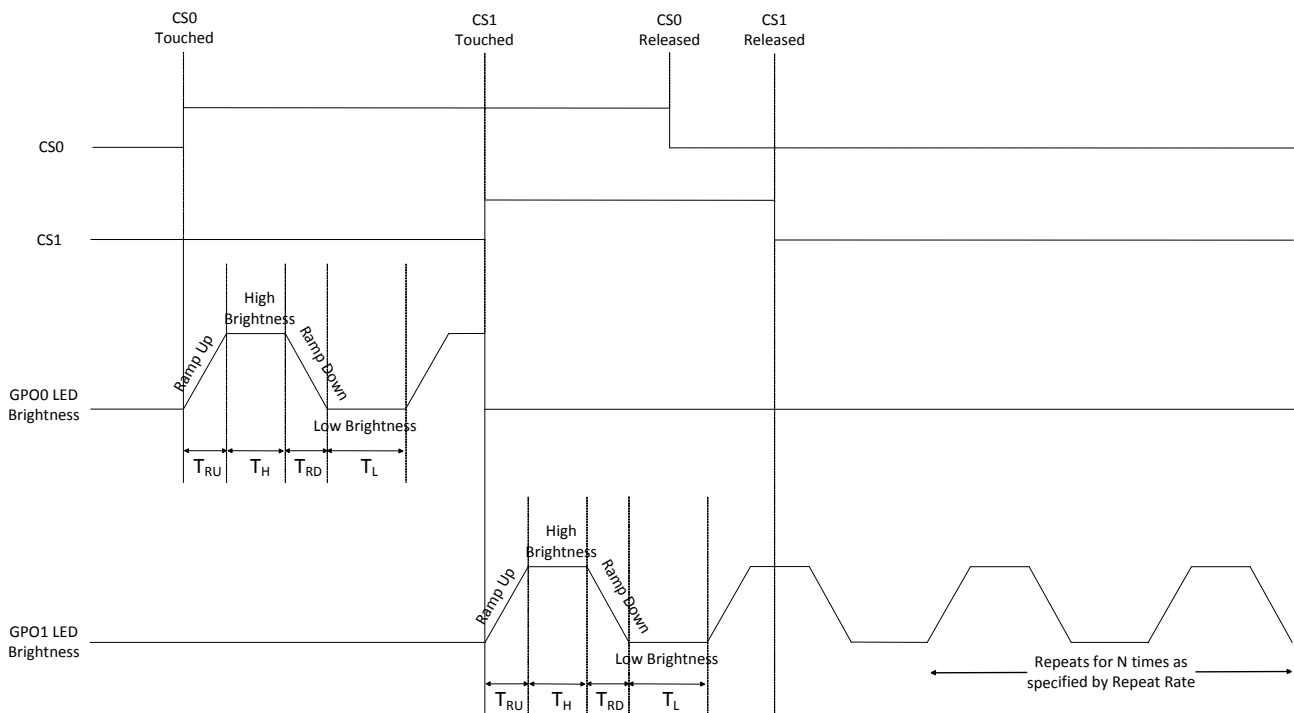 CS0
Touched
CS1
Touched
CS0
Released
CS1
Released
CS0
CS1
High
Brightness
Ramp Up
Ramp Down
GPO0 LED
Brightness
Low Brightness
TRU
TH
TRD
TL
High
Brightness
Ramp Up
Ramp Down
GPO1 LED
Brightness
Low Brightness
Repeats for N times as
specified by Repeat Rate
TRU
TH
TRD
TL